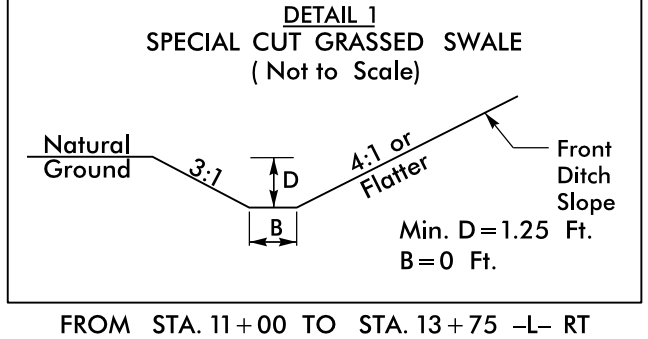 DETAIL 1
SPECIAL CUT GRASSED SWALE
( Not to Scale)
Natural
Ground
3:1
D
B
4:1 or
Flatter
Front
Ditch
Slope
Min. D=1.25 Ft.
B=0 Ft.
FROM STA. 11+00 TO STA. 13+75 -L- RT